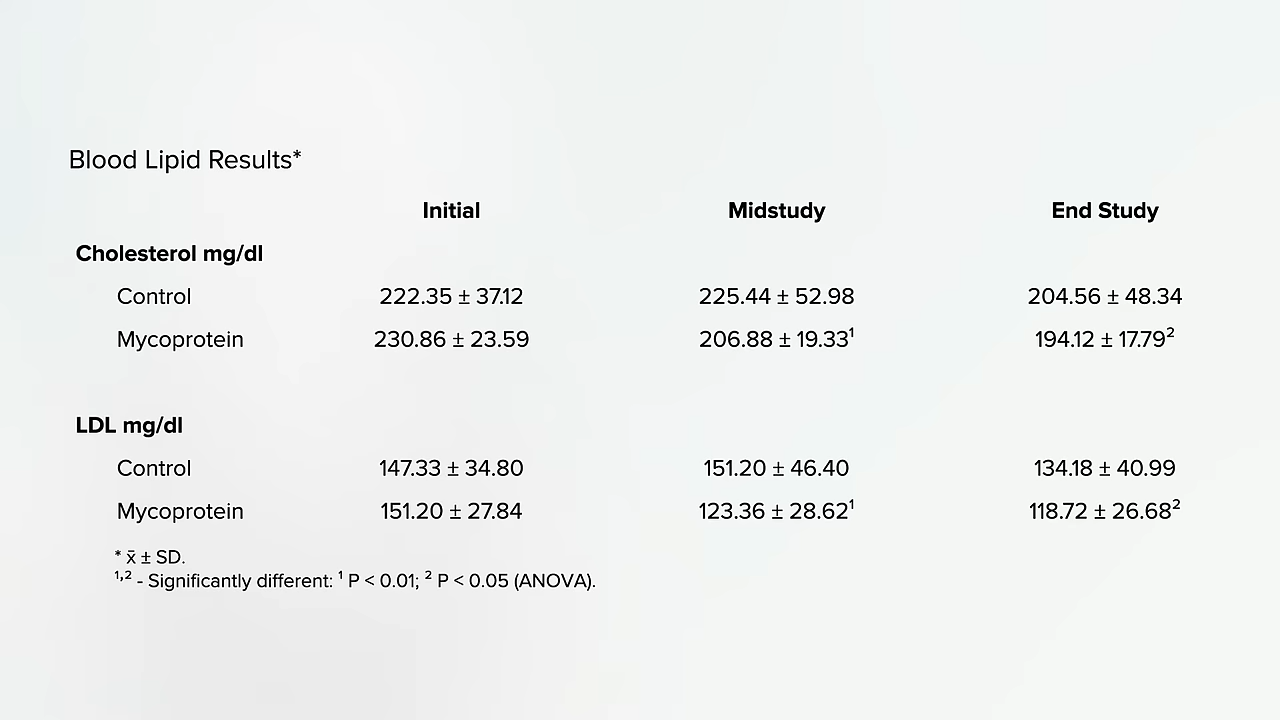 Blood Lipid Results*
Initial Midstudy End Study
Cholesterol mg/dl
Control 222.35 ± 37.12 225.44 ± 52.98 204.56 ± 48.34
Mycoprotein 230.86 ± 23.59 206.88 ± 19.33¹ 194.12 ± 17.79²
LDL mg/dl
Control 147.33 ± 34.80 151.20 ± 46.40 134.18 ± 40.99
Mycoprotein 151.20 ± 27.84 123.36 ± 28.62¹ 118.72 ± 26.68²
* x̄ ± SD.
¹,² - Significantly different: ¹ P < 0.01; ² P < 0.05 (ANOVA).